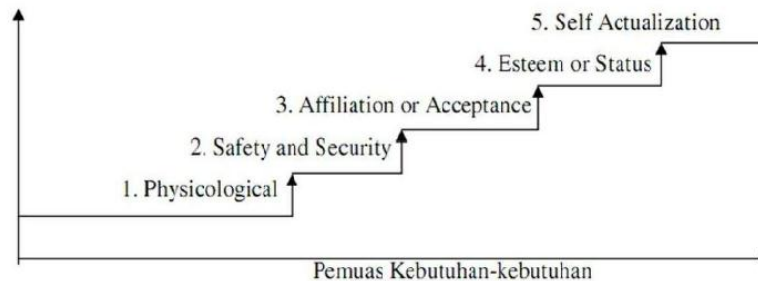 5. Self Actualization
4. Esteem or Status
3. Affiliation or Acceptance
2. Safety and Security
1. Physicological
Pemuas Kebutuhan-kebutuhan